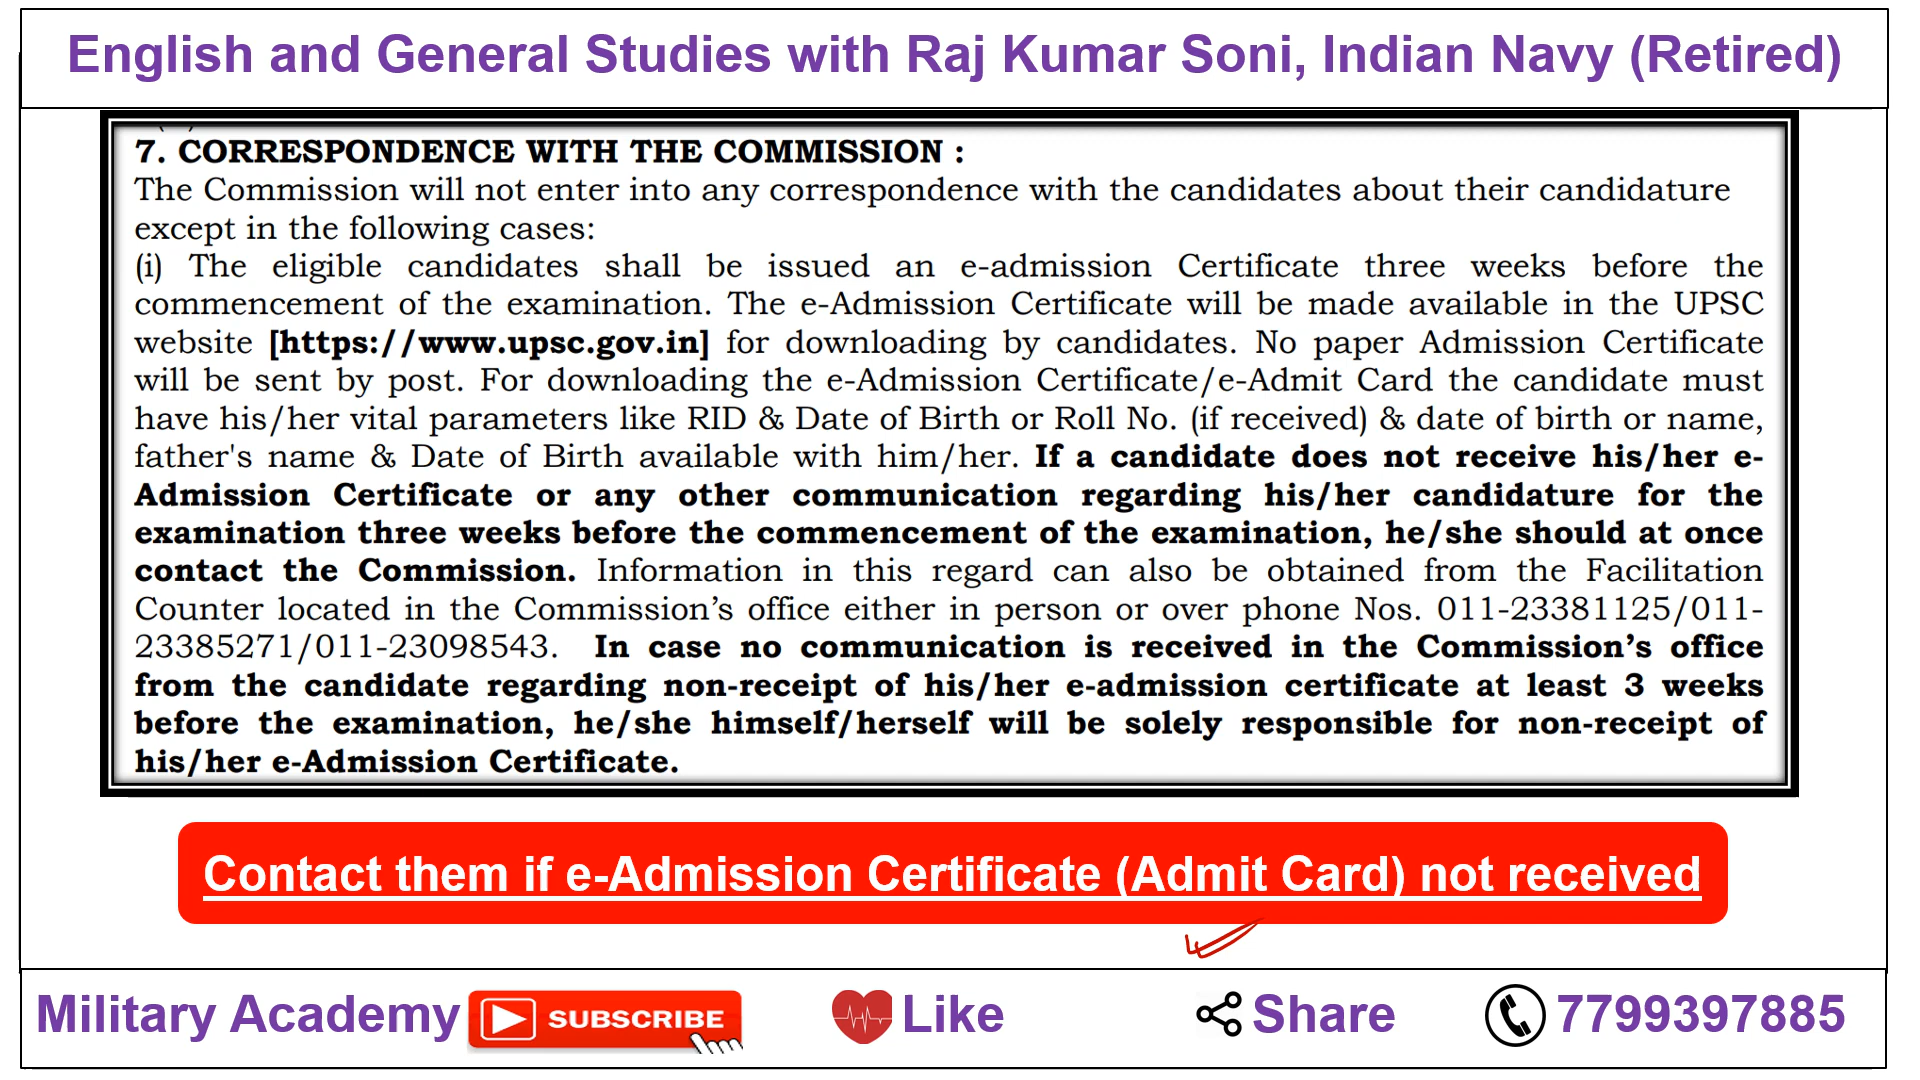 English and General Studies with Raj Kumar Soni, Indian Navy (Retired)
7. CORRESPONDENCE WITH THE COMMISSION :
The Commission will not enter into any correspondence with the candidates about their candidature
except in the following cases:
(i) The eligible candidates shall be issued an e-admission Certificate three weeks before the
commencement of the examination. The e-Admission Certificate will be made available in the UPSC
website [https://www.upsc.gov.in] for downloading by candidates. No paper Admission Certificate
will be sent by post. For downloading the e-Admission Certificate/e-Admit Card the candidate must
have his/her vital parameters like RID & Date of Birth or Roll No. (if received) & date of birth or name,
father's name & Date of Birth available with him/her. If a candidate does not receive his/her e-
Admission Certificate or any other communication regarding his/her candidature for the
examination three weeks before the commencement of the examination, he/she should at once
contact the Commission. Information in this regard can also be obtained from the Facilitation
Counter located in the Commission’s office either in person or over phone Nos. 011-23381125/011-
23385271/011-23098543. In case no communication is received in the Commission’s office
from the candidate regarding non-receipt of his/her e-admission certificate at least 3 weeks
before the examination, he/she himself/herself will be solely responsible for non-receipt of
his/her e-Admission Certificate.
Contact them if e-Admission Certificate (Admit Card) not received
Military Academy SUBSCRIBE Like Share 7799397885